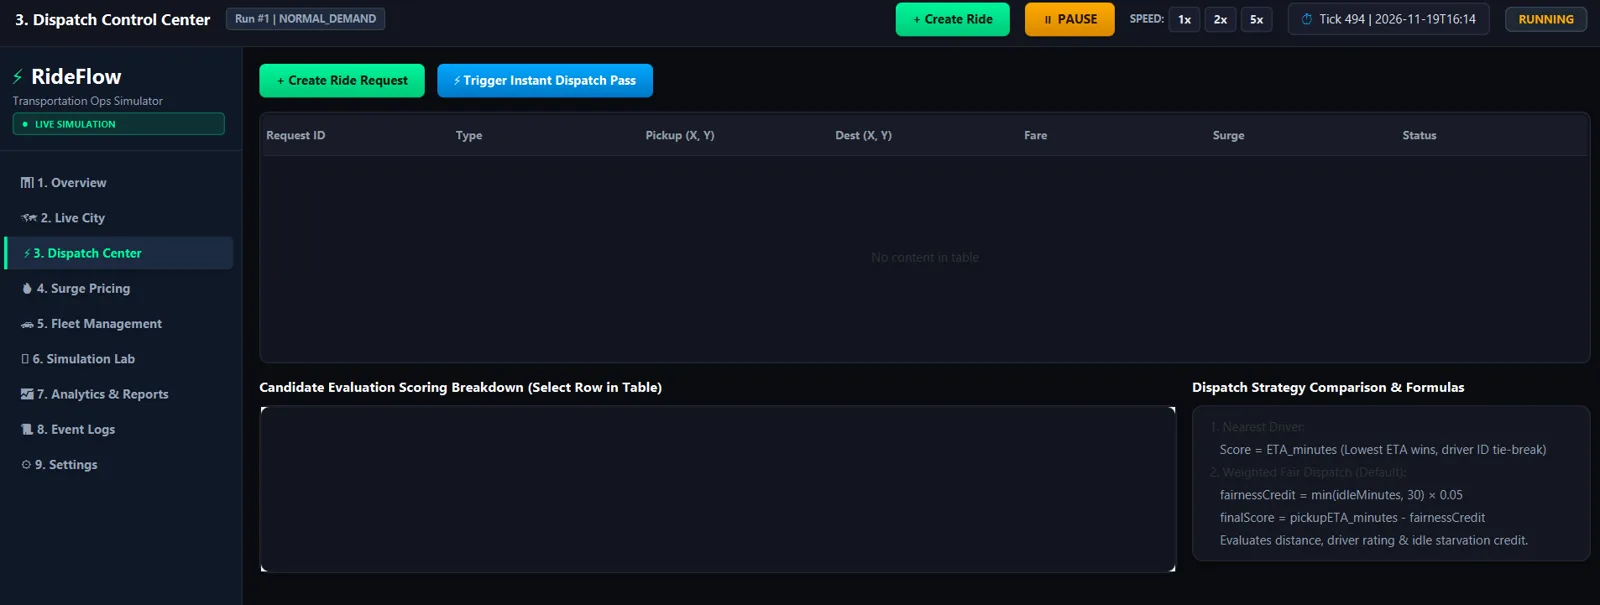 3. Dispatch Control Center
Run #1 | NORMAL_DEMAND
+ Create Ride
⏸ PAUSE
SPEED:
1x
2x
5x
⏱ Tick 494 | 2026-11-19T16:14
RUNNING
⚡ RideFlow
Transportation Ops Simulator
● LIVE SIMULATION
1. Overview
2. Live City
⚡ 3. Dispatch Center
4. Surge Pricing
5. Fleet Management
6. Simulation Lab
7. Analytics & Reports
8. Event Logs
⚙ 9. Settings
+ Create Ride Request
⚡ Trigger Instant Dispatch Pass
Request ID
Type
Pickup (X, Y)
Dest (X, Y)
Fare
Surge
Status
No content in table
Candidate Evaluation Scoring Breakdown (Select Row in Table)
Dispatch Strategy Comparison & Formulas
1. Nearest Driver:
Score = ETA_minutes (Lowest ETA wins, driver ID tie-break)
2. Weighted Fair Dispatch (Default):
fairnessCredit = min(idleMinutes, 30) × 0.05
finalScore = pickupETA_minutes - fairnessCredit
Evaluates distance, driver rating & idle starvation credit.